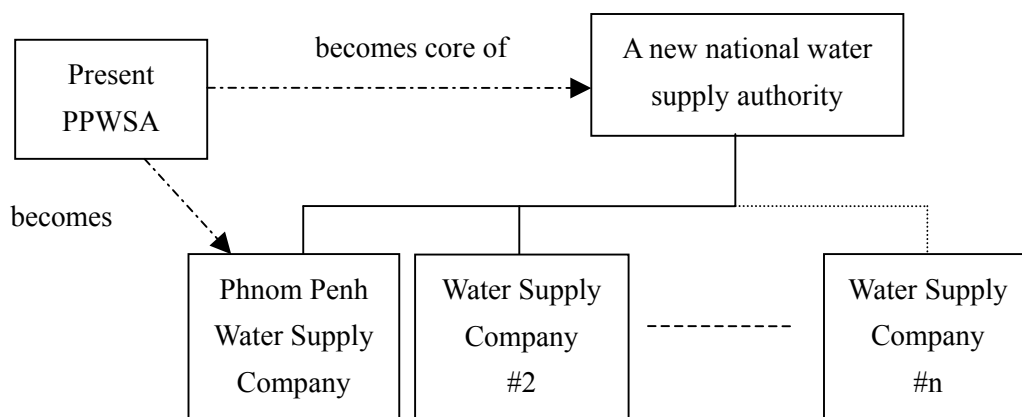 becomes core of
Present
PPWSA
A new national water
supply authority
becomes
Phnom Penh
Water Supply
Company
Water Supply
Company
#2
Water Supply
Company
#n